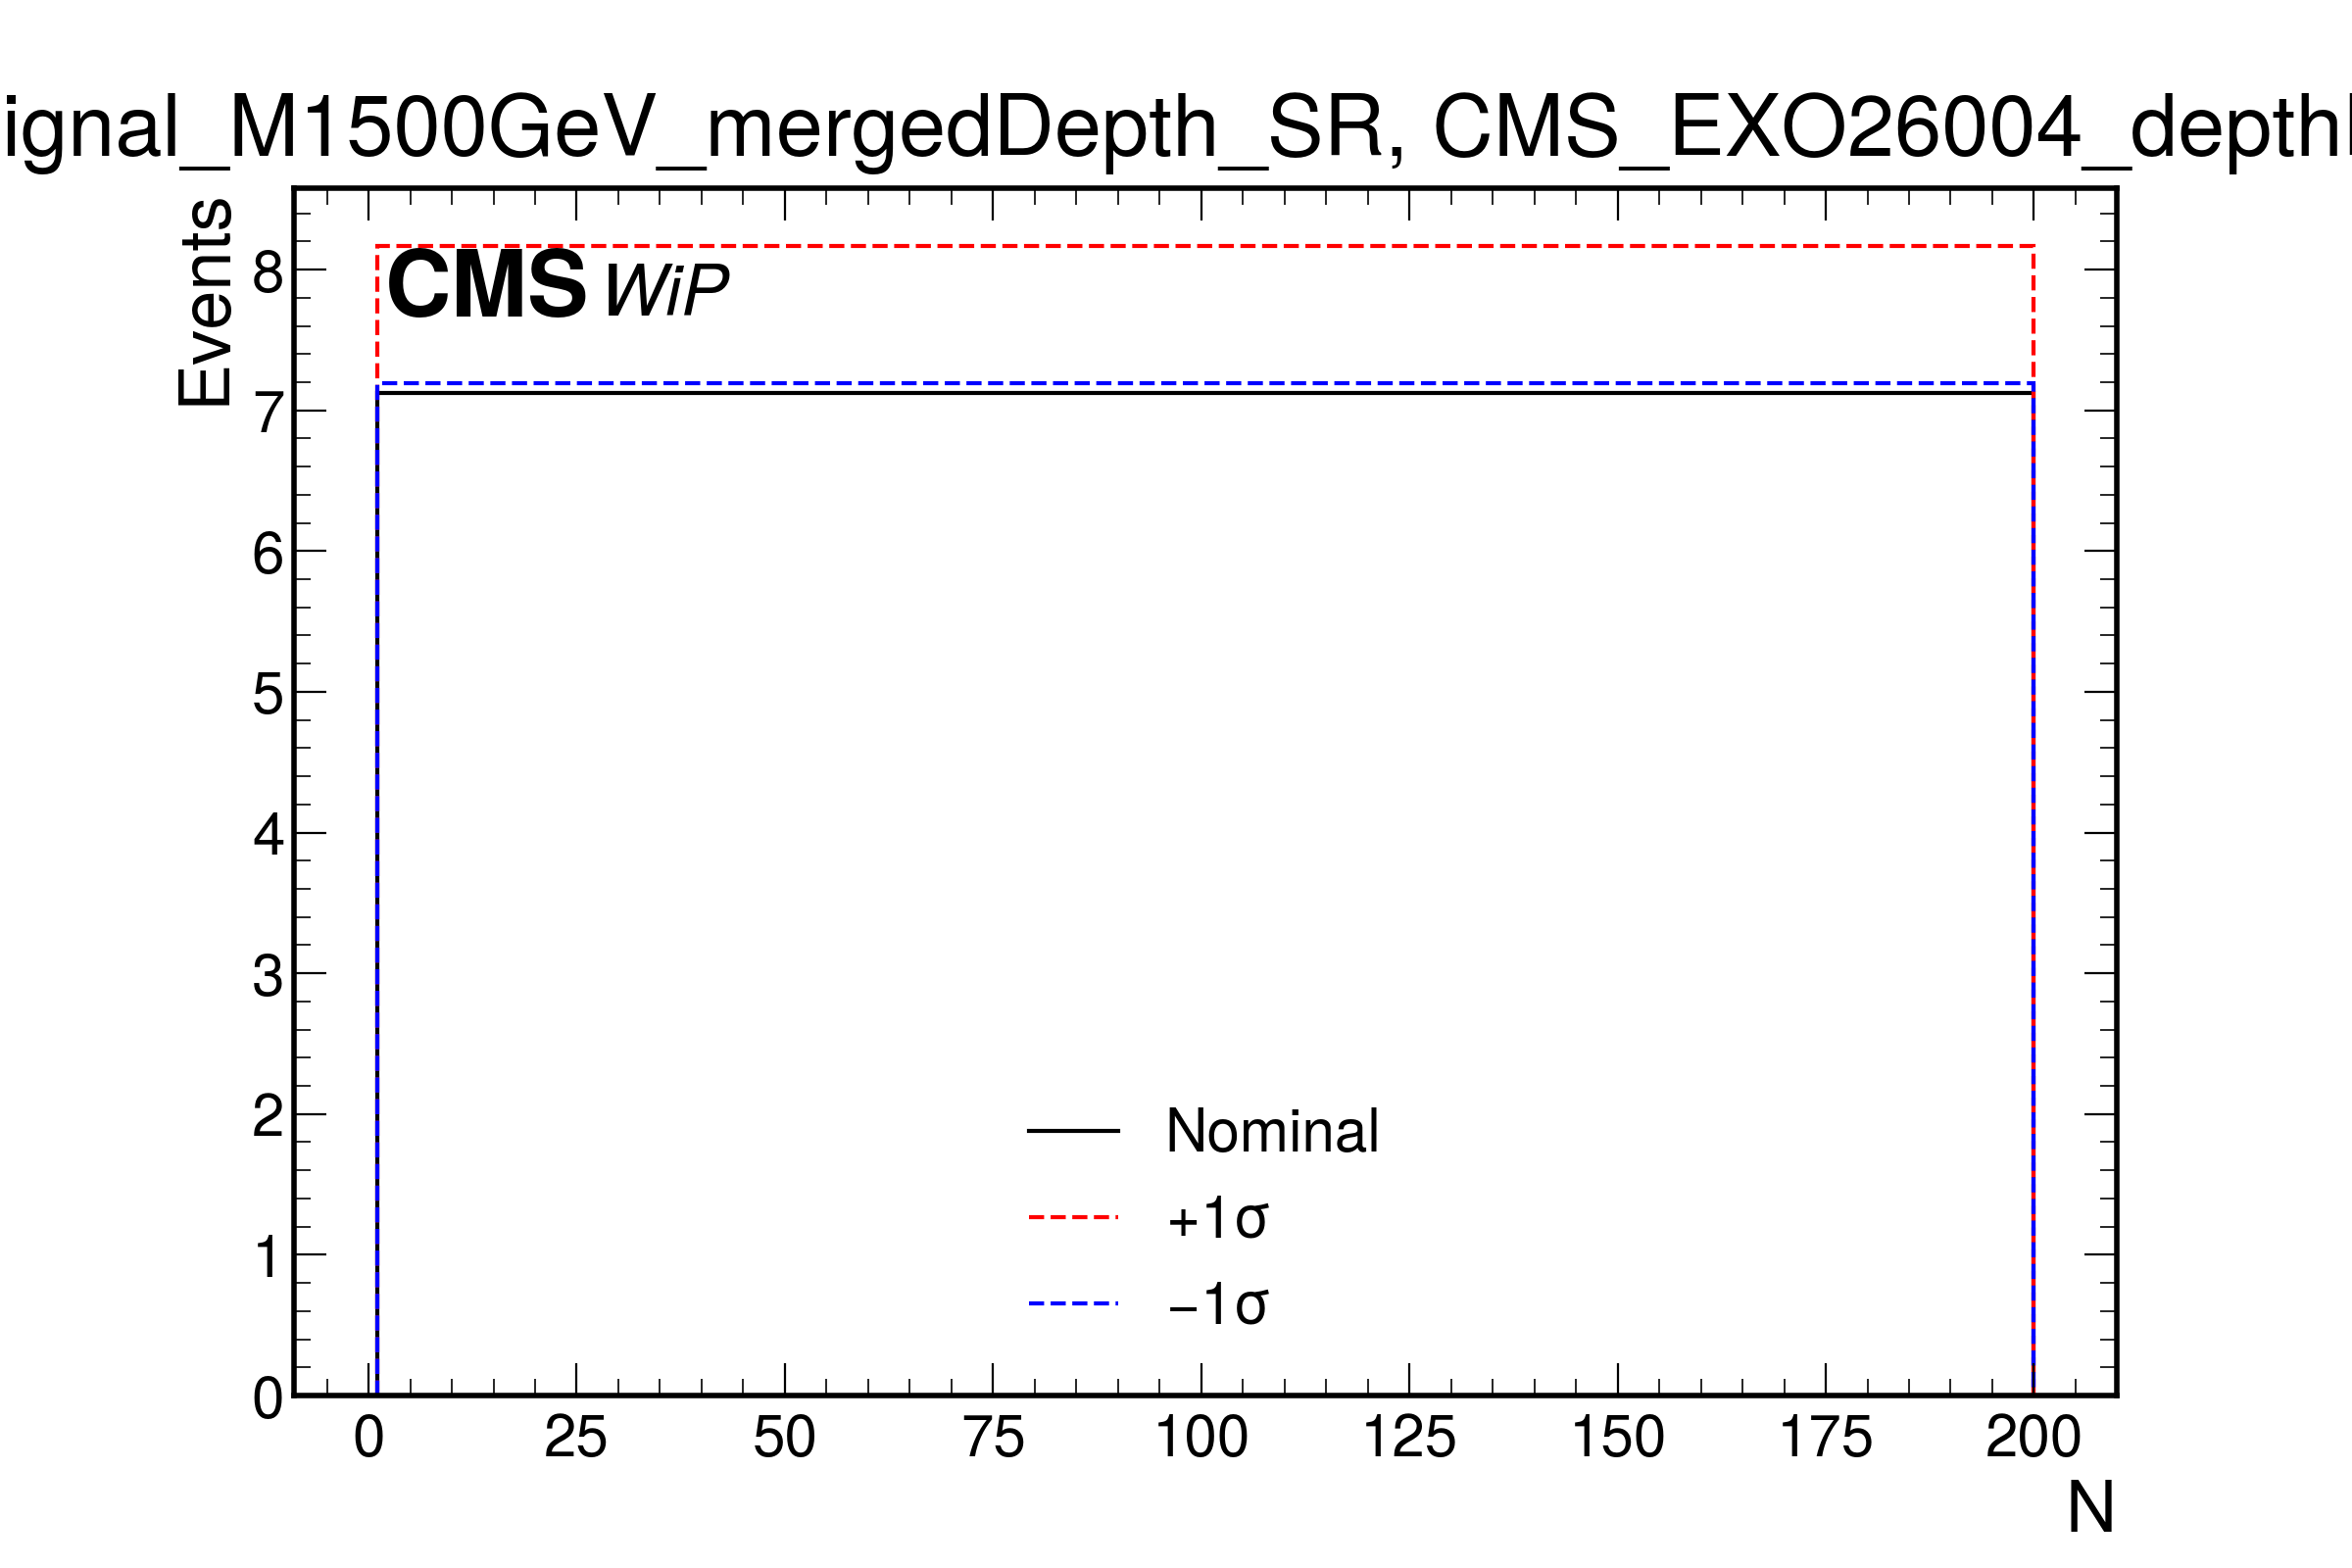 ignal_M1500GeV_mergedDepth_SR, CMS_EXO26004_depth
Events
CMS WiP
8
7
6
5
4
3
2
1
0
Nominal
+1σ
−1σ
0 25 50 75 100 125 150 175 200
N